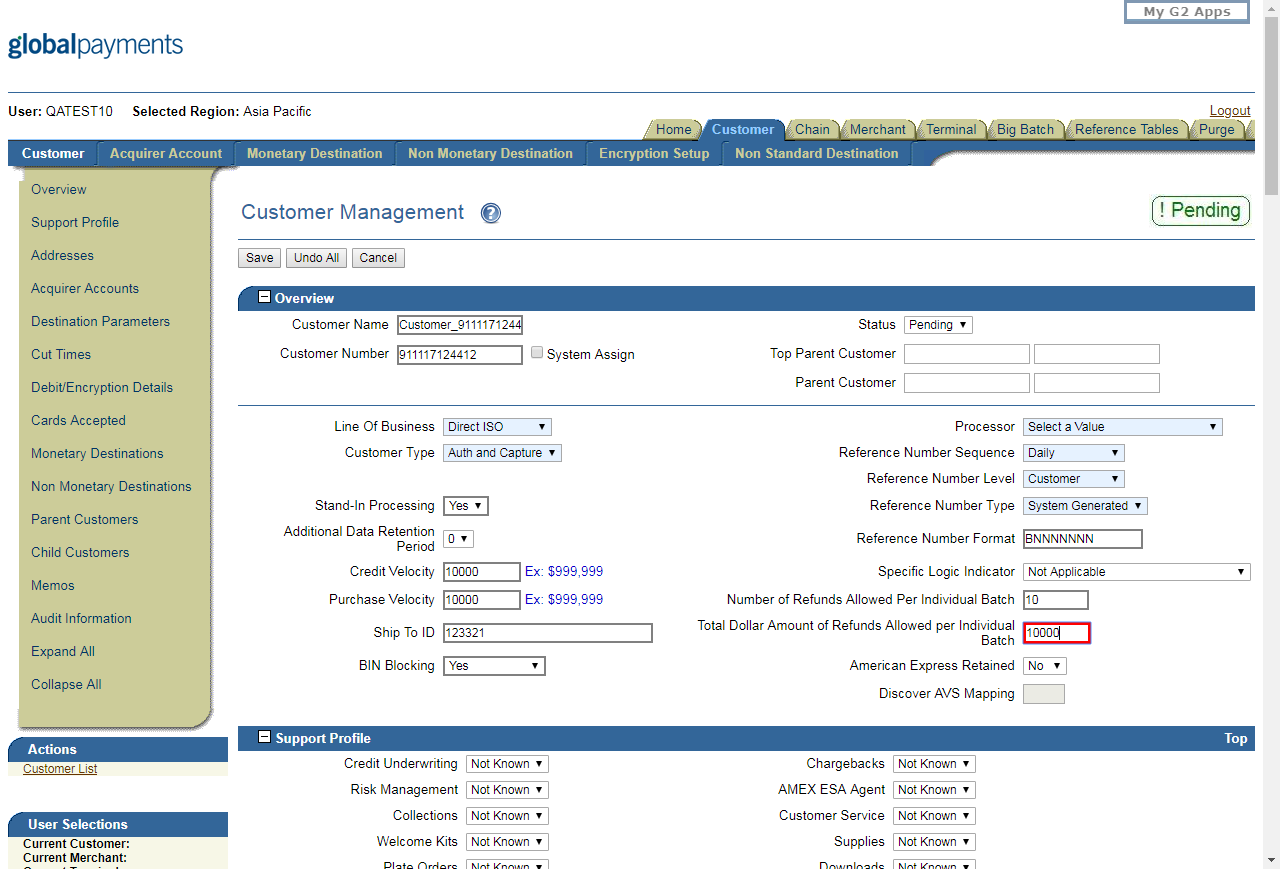 My G2 Apps
globalpayments
User: QATEST10 Selected Region: Asia Pacific
Logout
Home Customer Chain Merchant Terminal Big Batch Reference Tables Purge
Customer Acquirer Account Monetary Destination Non Monetary Destination Encryption Setup Non Standard Destination
Overview
Support Profile
Addresses
Acquirer Accounts
Destination Parameters
Cut Times
Debit/Encryption Details
Cards Accepted
Monetary Destinations
Non Monetary Destinations
Parent Customers
Child Customers
Memos
Audit Information
Expand All
Collapse All
Actions
Customer List
User Selections
Current Customer:
Current Merchant:
Customer Management ?
! Pending
Save Undo All Cancel
Overview
Customer Name Customer_9111171244 Status Pending
Customer Number 911117124412 System Assign Top Parent Customer
Parent Customer
Line Of Business Direct ISO Processor Select a Value
Customer Type Auth and Capture Reference Number Sequence Daily
Reference Number Level Customer
Stand-In Processing Yes Reference Number Type System Generated
Additional Data Retention
Period 0 Reference Number Format BNNNNNNN
Credit Velocity 10000 Ex: $999,999 Specific Logic Indicator Not Applicable
Purchase Velocity 10000 Ex: $999,999 Number of Refunds Allowed Per Individual Batch 10
Ship To ID 123321 Total Dollar Amount of Refunds Allowed per Individual
Batch 10000
BIN Blocking Yes American Express Retained No
Discover AVS Mapping
Support Profile Top
Credit Underwriting Not Known Chargebacks Not Known
Risk Management Not Known AMEX ESA Agent Not Known
Collections Not Known Customer Service Not Known
Welcome Kits Not Known Supplies Not Known
Plate Orders Not Known Downloads Not Known